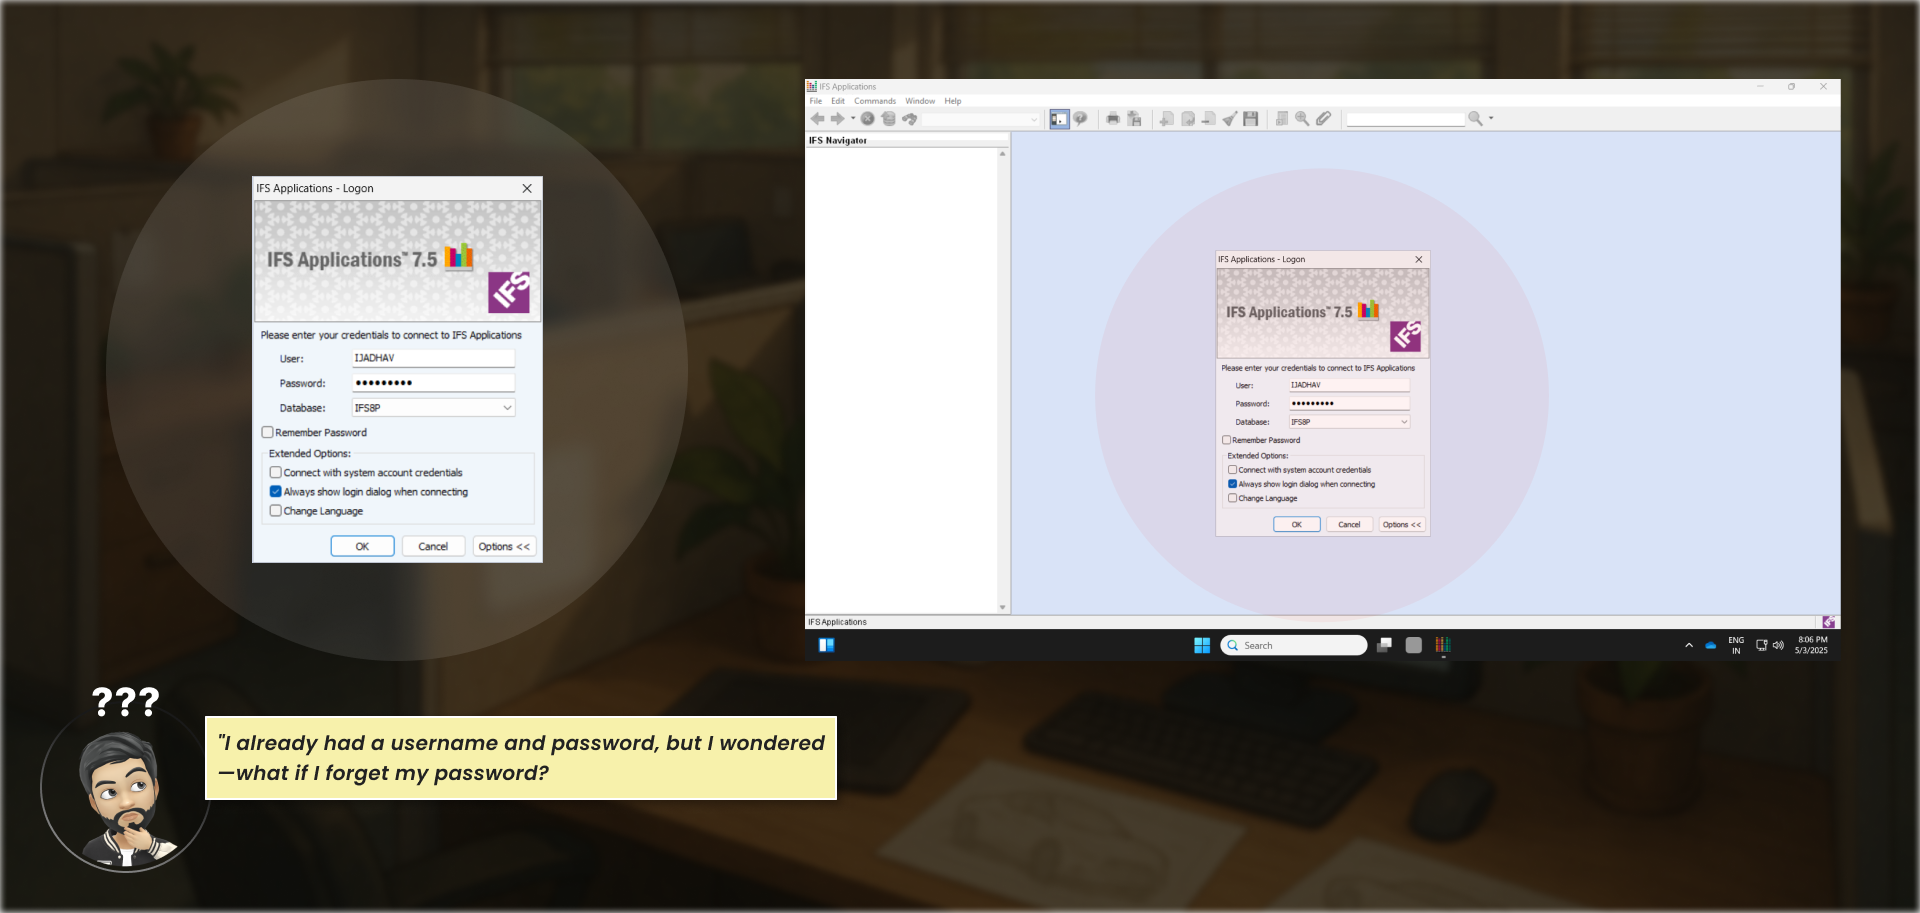 IFS Applications - Logon
IFS Applications™ 7.5
IFS
Please enter your credentials to connect to IFS Applications
User: IJADHAV
Password: •••••••••
Database: IFS8P
Remember Password
Extended Options:
Connect with system account credentials
Always show login dialog when connecting
Change Language
OK Cancel Options <<
IFS Applications
File Edit Commands Window Help
IFS Navigator
IFS Applications - Logon
IFS Applications™ 7.5
IFS
Please enter your credentials to connect to IFS Applications
User: IJADHAV
Password: •••••••••
Database: IFS8P
Remember Password
Extended Options:
Connect with system account credentials
Always show login dialog when connecting
Change Language
OK Cancel Options <<
IFS Applications
Search
ENG
IN
8:06 PM
5/3/2025
???
"I already had a username and password, but I wondered
—what if I forget my password?